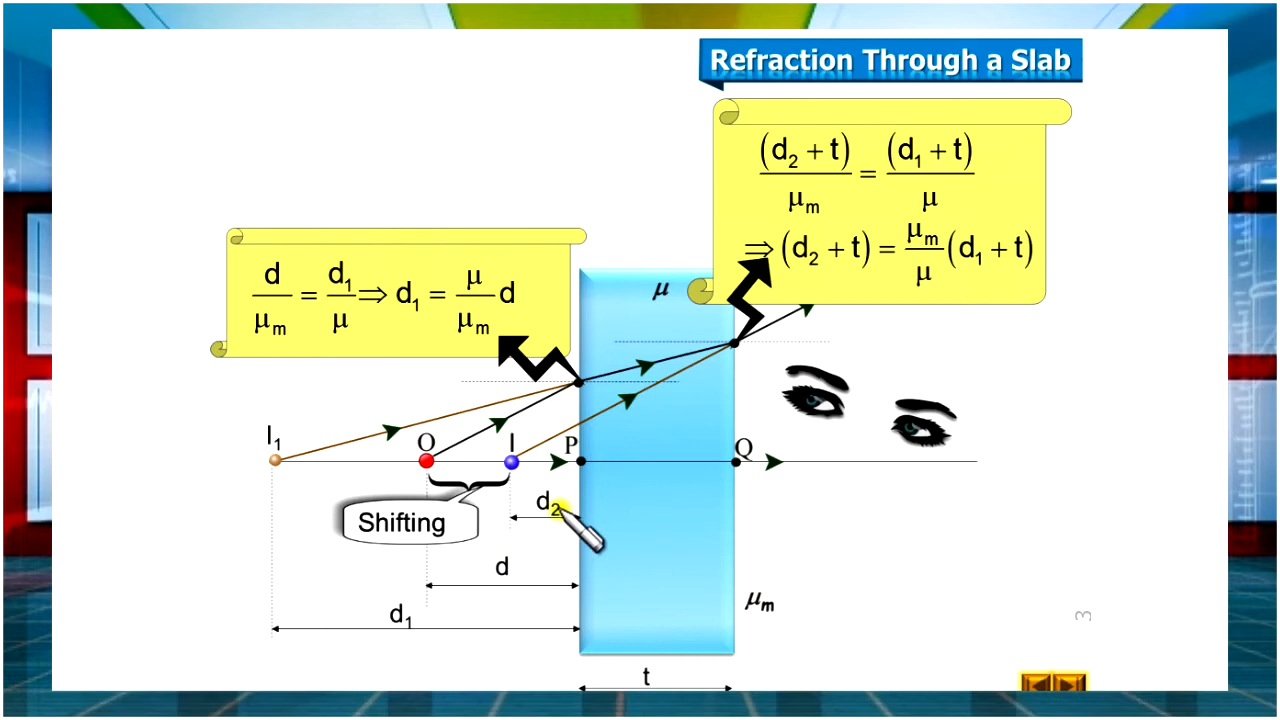 Refraction Through a Slab
(d₂ + t)/μₘ = (d₁ + t)/μ
⇒ (d₂ + t) = μₘ/μ (d₁ + t)
d/μₘ = d₁/μ ⇒ d₁ = μ/μₘ d
μ
I₁
O
I
P
Q
Shifting
d₂
d
d₁
μₘ
t
3